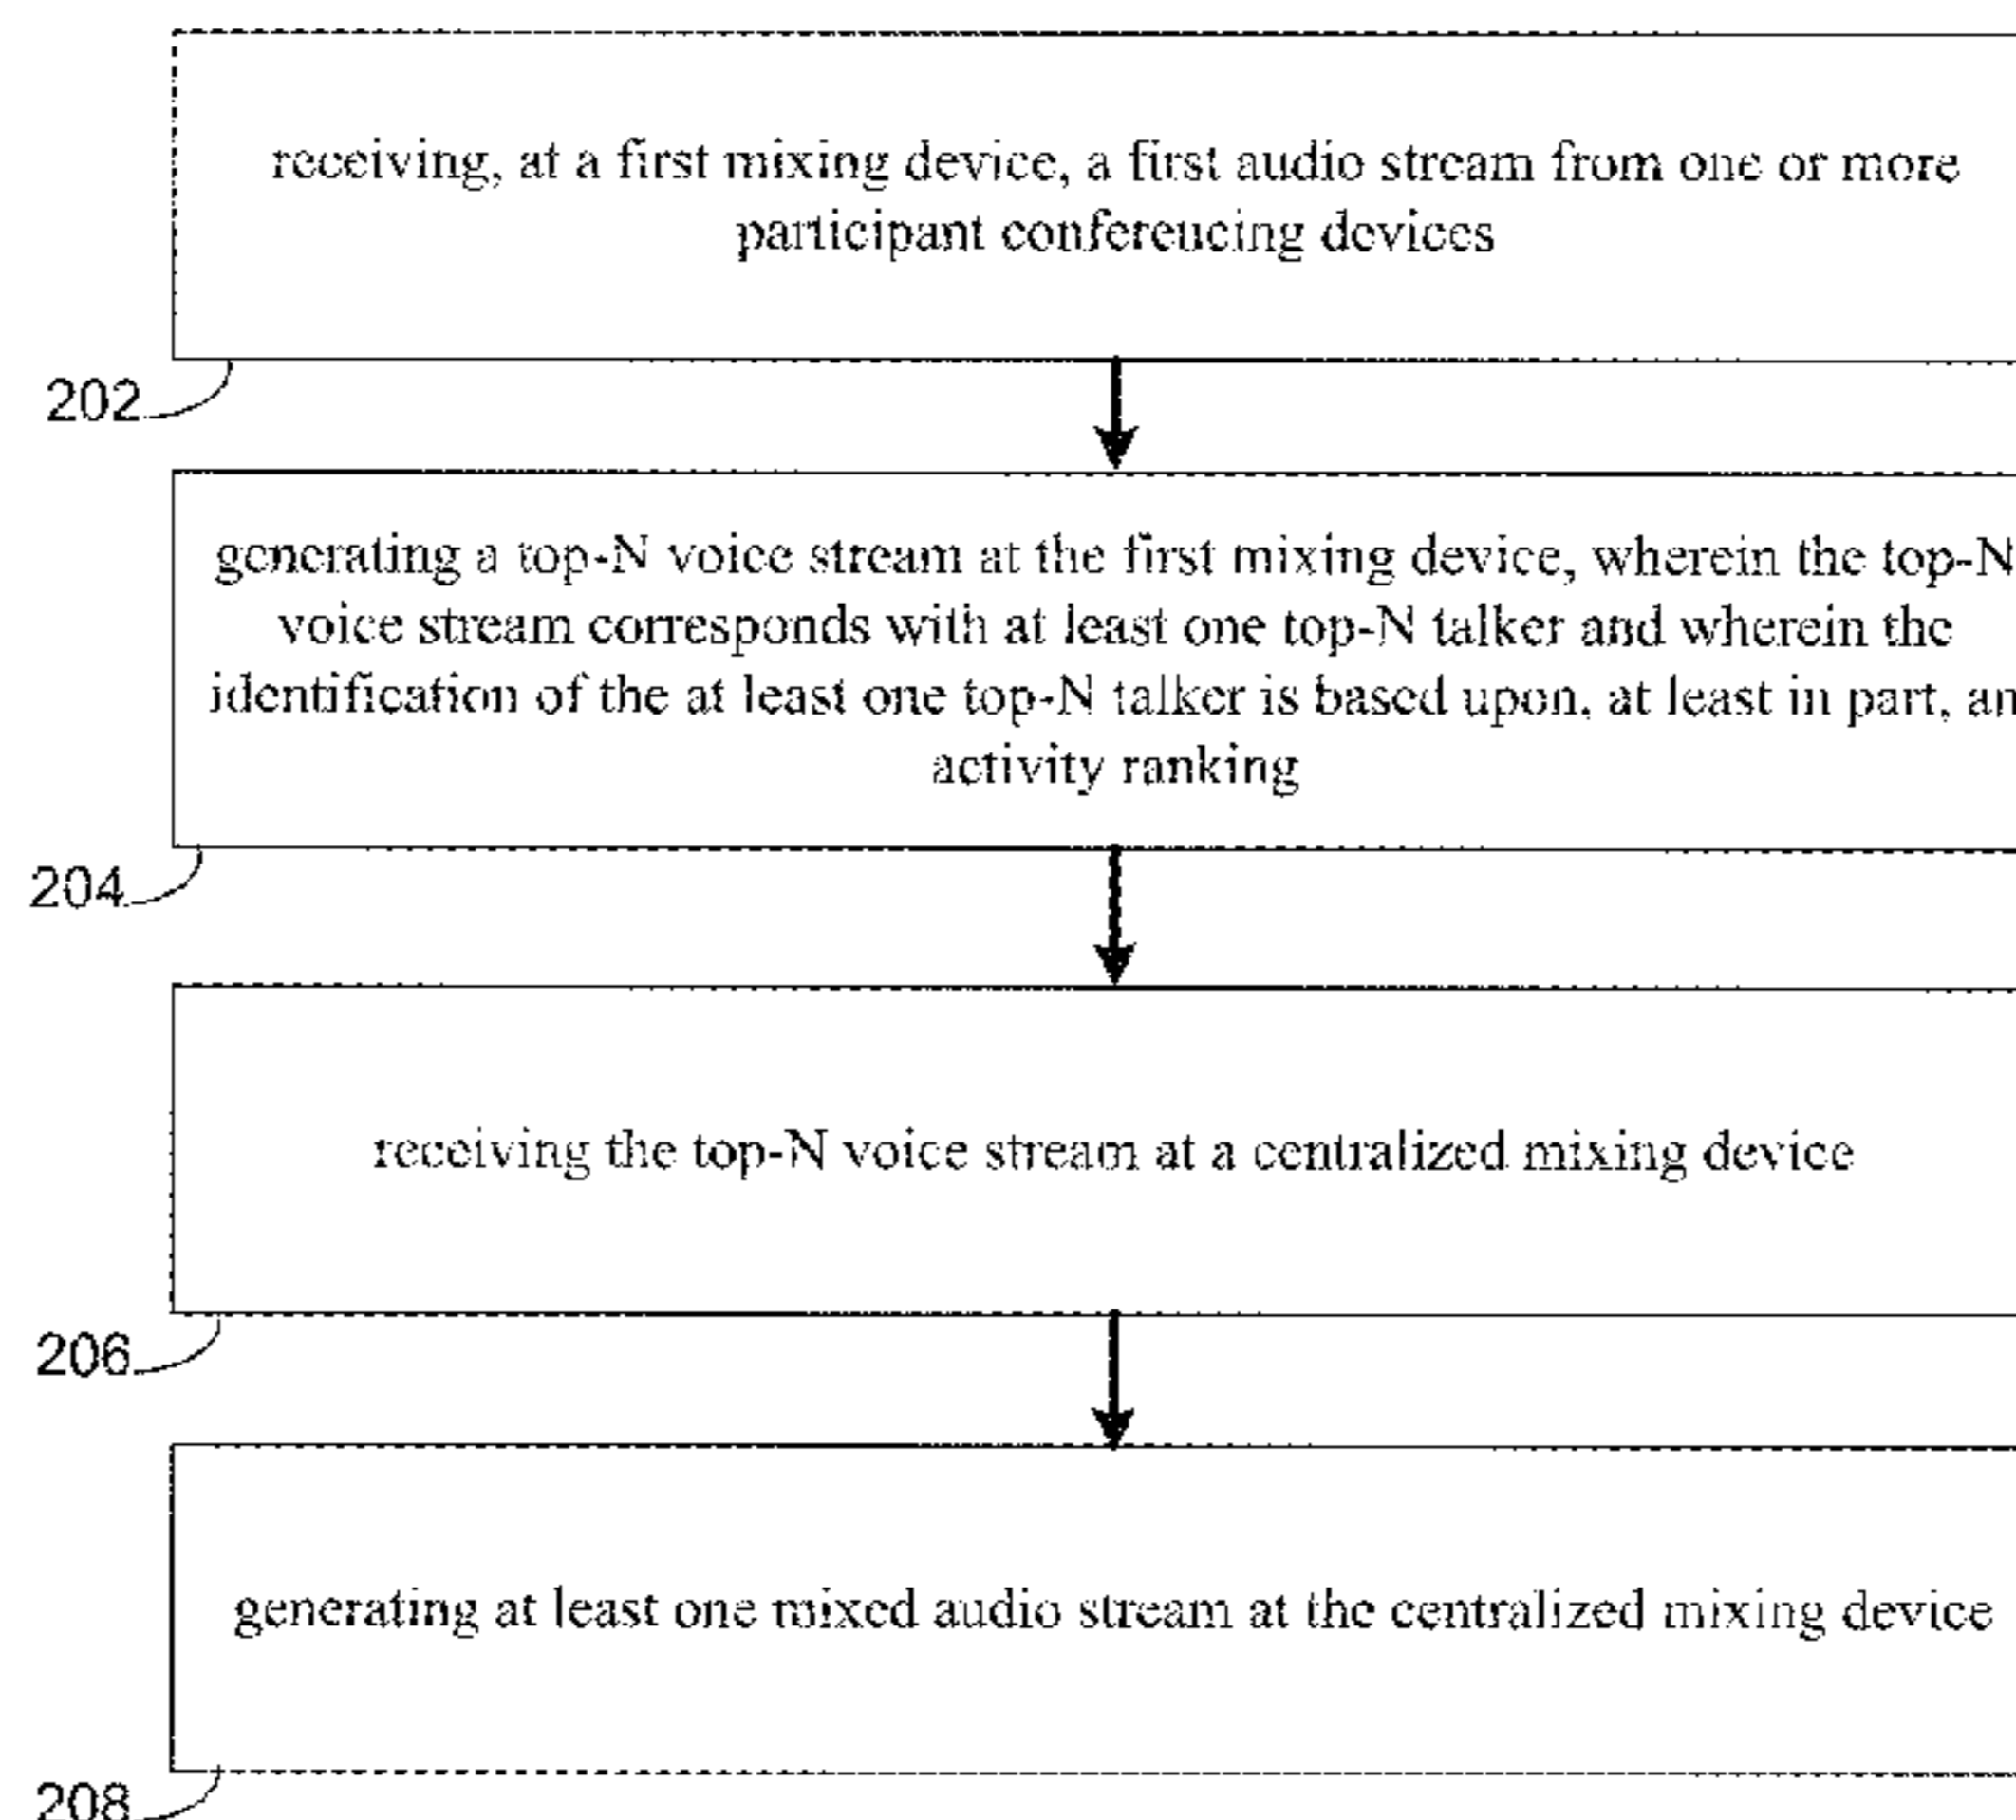 receiving, at a first mixing device, a first audio stream from one or more
participant conferencing devices
202
generating a top-N voice stream at the first mixing device, wherein the top-N
voice stream corresponds with at least one top-N talker and wherein the
identification of the at least one top-N talker is based upon, at least in part, an
activity ranking
204
receiving the top-N voice stream at a centralized mixing device
206
generating at least one mixed audio stream at the centralized mixing device
208